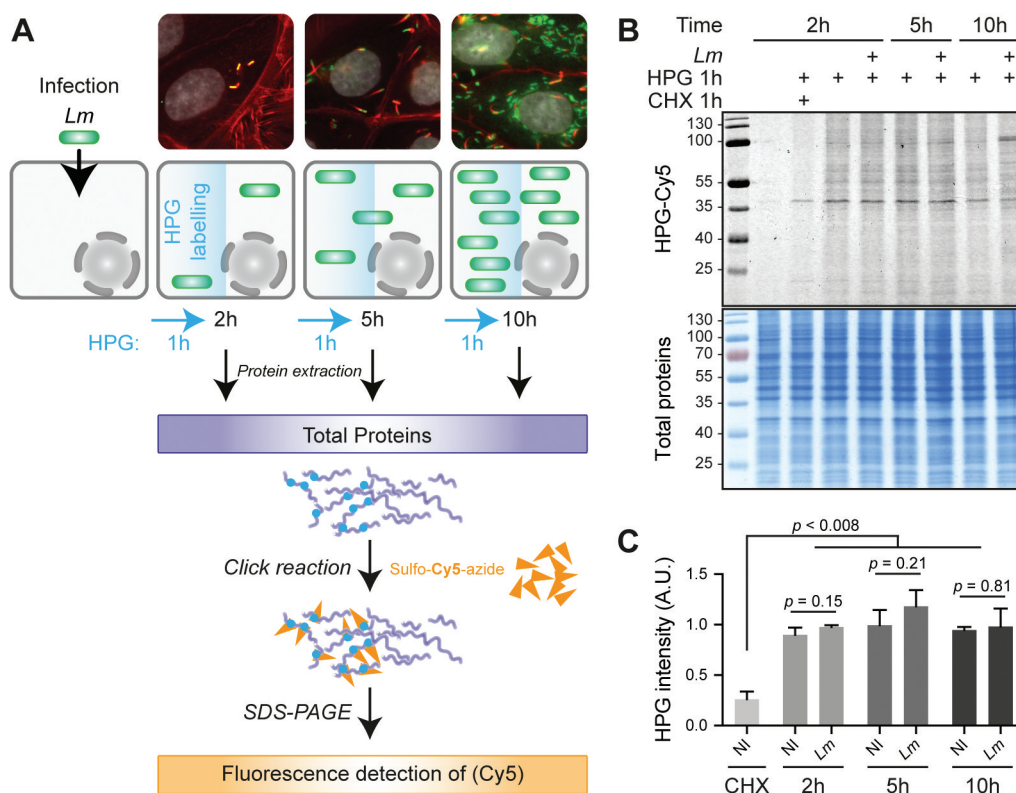 A
Infection
Lm
HPG
labelling
2h
5h
10h
HPG:
1h
1h
1h
Protein extraction
Total Proteins
Click reaction
Sulfo-Cy5-azide
SDS-PAGE
Fluorescence detection of (Cy5)
B
Time 2h 5h 10h
Lm + + +
HPG 1h + + + + + + +
CHX 1h +
HPG-Cy5
130
100
55
35
40
25
Total proteins
130
100
70
55
35
40
25
C
p < 0.008
p = 0.21
p = 0.15
p = 0.81
HPG intensity (A.U.)
1.5
1.0
0.5
0.0
NI NI Lm NI Lm NI Lm
CHX 2h 5h 10h